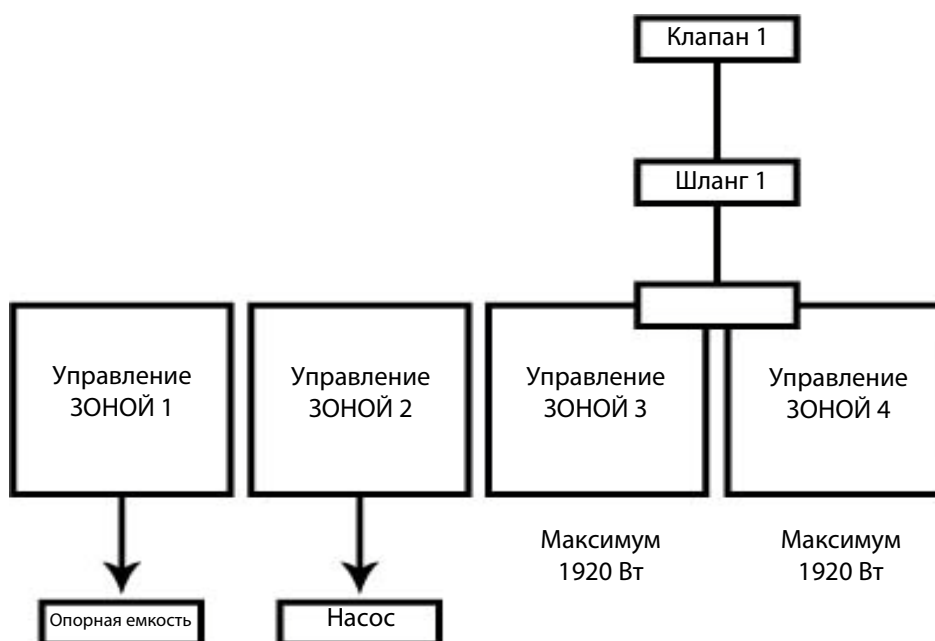 Клапан 1
Шланг 1
Управление
ЗОНОЙ 1
Управление
ЗОНОЙ 2
Управление
ЗОНОЙ 3
Управление
ЗОНОЙ 4
Максимум
1920 Вт
Максимум
1920 Вт
Опорная емкость
Насос